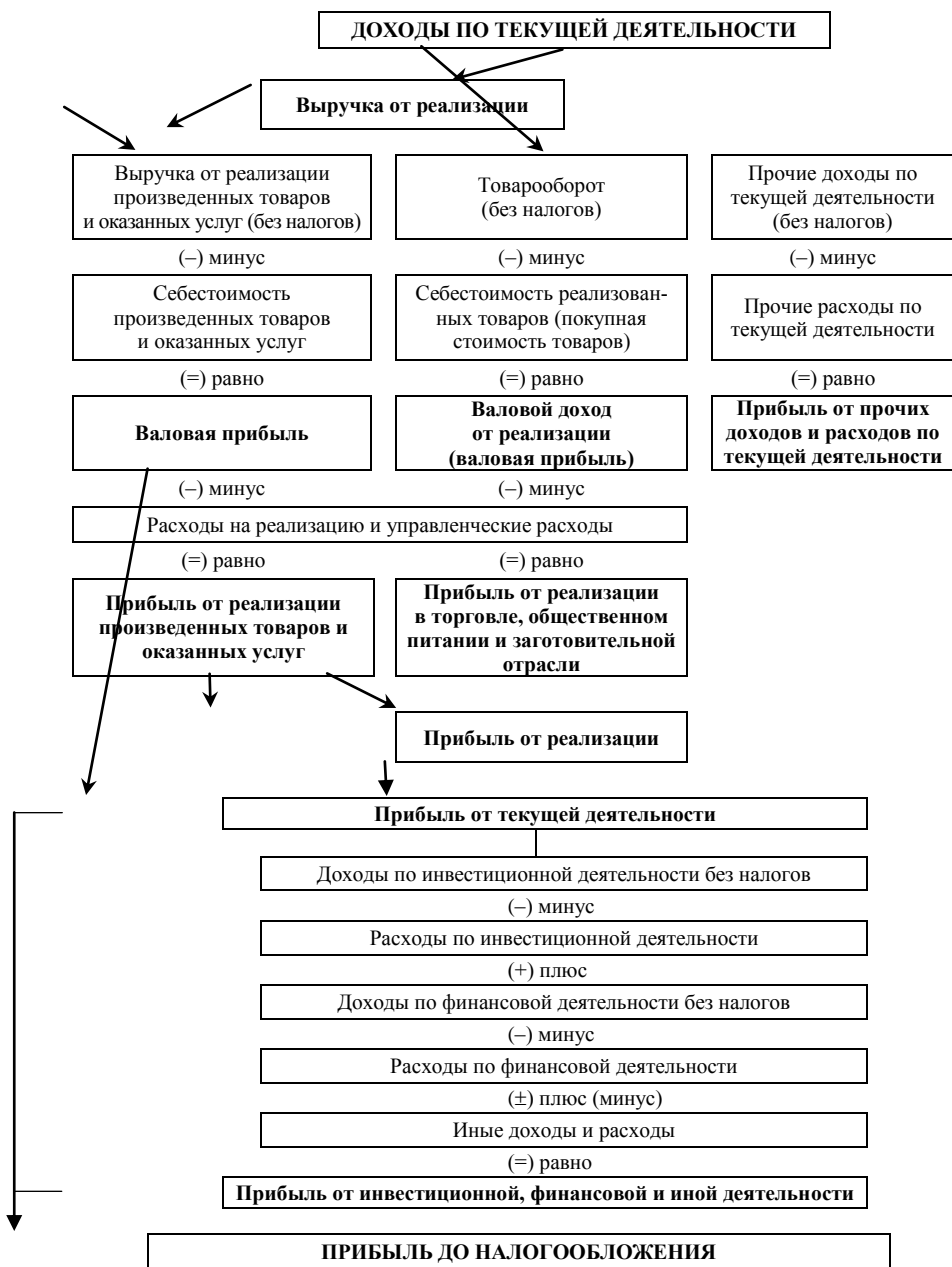 ДОХОДЫ ПО ТЕКУЩЕЙ ДЕЯТЕЛЬНОСТИ
Выручка от реализации
Выручка от реализации
произведенных товаров
и оказанных услуг (без налогов)
Товарооборот
(без налогов)
Прочие доходы по
текущей деятельности
(без налогов)
(–) минус
(–) минус
(–) минус
Себестоимость
произведенных товаров
и оказанных услуг
Себестоимость реализован-
ных товаров (покупная
стоимость товаров)
Прочие расходы по
текущей деятельности
(=) равно
(=) равно
(=) равно
Валовая прибыль
Валовой доход
от реализации
(валовая прибыль)
Прибыль от прочих
доходов и расходов по
текущей деятельности
(–) минус
(–) минус
Расходы на реализацию и управленческие расходы
(=) равно
(=) равно
Прибыль от реализации
произведенных товаров и
оказанных услуг
Прибыль от реализации
в торговле, общественном
питании и заготовительной
отрасли
Прибыль от реализации
Прибыль от текущей деятельности
Доходы по инвестиционной деятельности без налогов
(–) минус
Расходы по инвестиционной деятельности
(+) плюс
Доходы по финансовой деятельности без налогов
(–) минус
Расходы по финансовой деятельности
(±) плюс (минус)
Иные доходы и расходы
(=) равно
Прибыль от инвестиционной, финансовой и иной деятельности
ПРИБЫЛЬ ДО НАЛОГООБЛОЖЕНИЯ